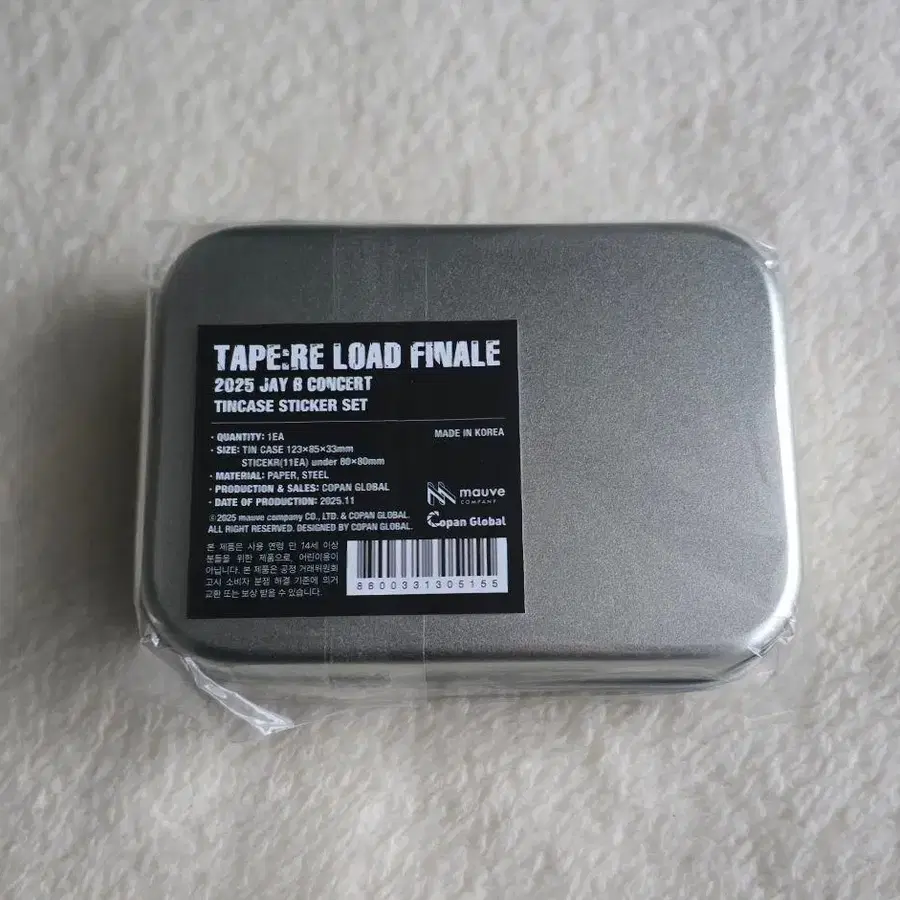 TAPE:RE LOAD FINALE
2025 JAY B CONCERT
TINCASE STICKER SET
· QUANTITY: 1EA
MADE IN KOREA
· SIZE: TIN CASE 123×85×33mm
STICEKR(11EA) under 80×80mm
· MATERIAL: PAPER, STEEL
· PRODUCTION & SALES: COPAN GLOBAL
· DATE OF PRODUCTION: 2025.11
mauve
COMPANY
Copan Global
©2025 mauve company CO., LTD. & COPAN GLOBAL.
ALL RIGHT RESERVED. DESIGNED BY COPAN GLOBAL.
본 제품은 사용 연령 만 14세 이상
분들을 위한 제품으로, 어린이용이
아닙니다. 본 제품은 공정 거래위원회
고시 소비자 분쟁 해결 기준에 의거
교환 또는 보상 받을 수 있습니다.
8800331305155